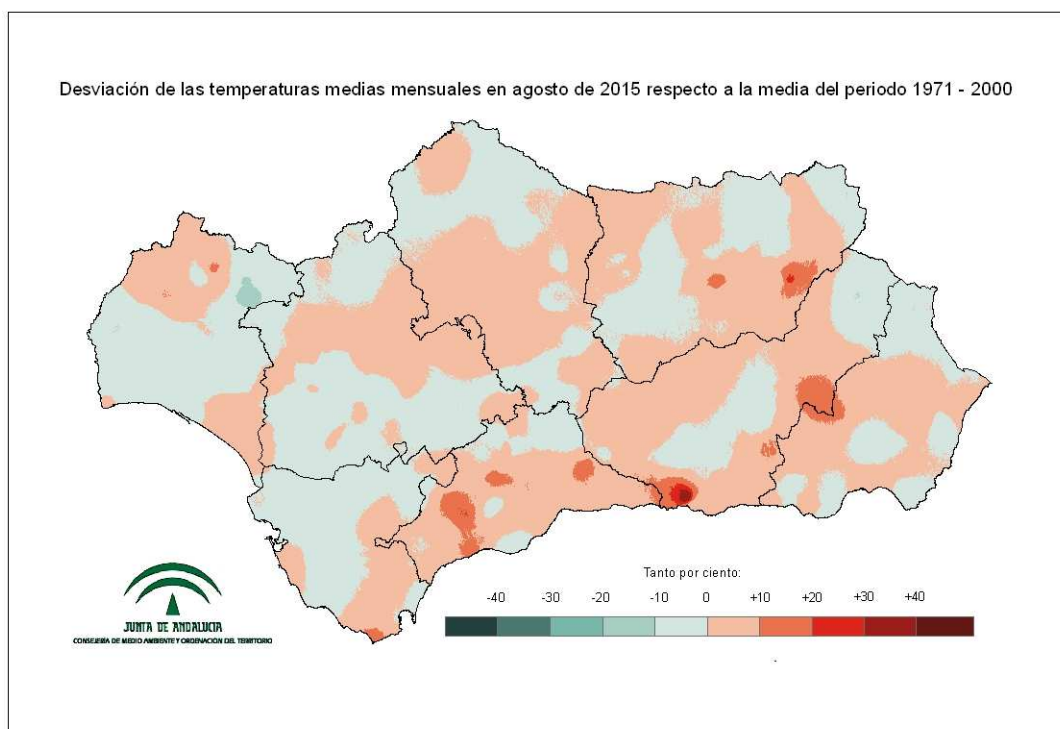 Desviación de las temperaturas medias mensuales en agosto de 2015 respecto a la media del periodo 1971 - 2000
Tanto por ciento:
-40 -30 -20 -10 0 +10 +20 +30 +40
JUNTA DE ANDALUCIA
CONSEJERÍA DE MEDIO AMBIENTE Y ORDENACIÓN DEL TERRITORIO